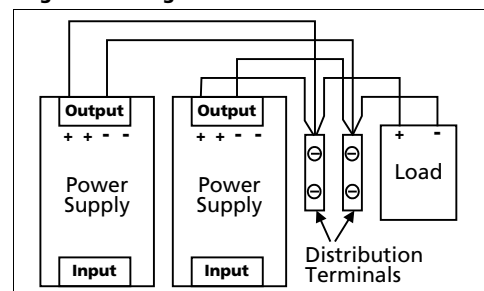 Output
+ + - -
Power
Supply
Input
Output
+ + - -
Power
Supply
Input
+ -
Load
Distribution
Terminals